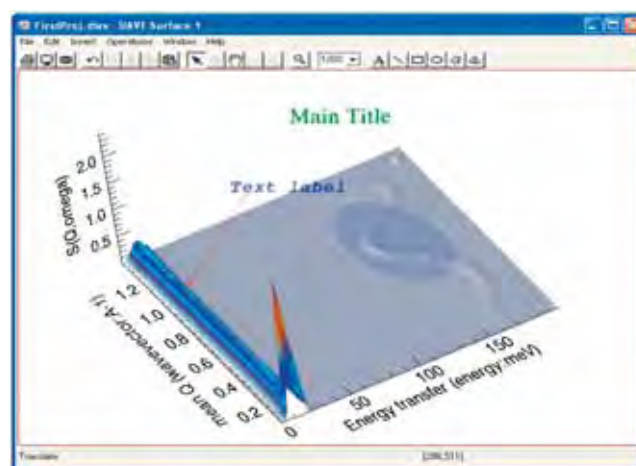 FirstProj.dav - DAVE Surface 1
File Edit Insert Operations Window Help
Main Title
Text label
2.0
1.5
1.0
0.5
S(Q,omega)
1.2
1.0
0.8
0.6
0.4
0.2
mean Q (wavevector:A-1)
0
50
100
150
Energy transfer (energy:meV)
Translate